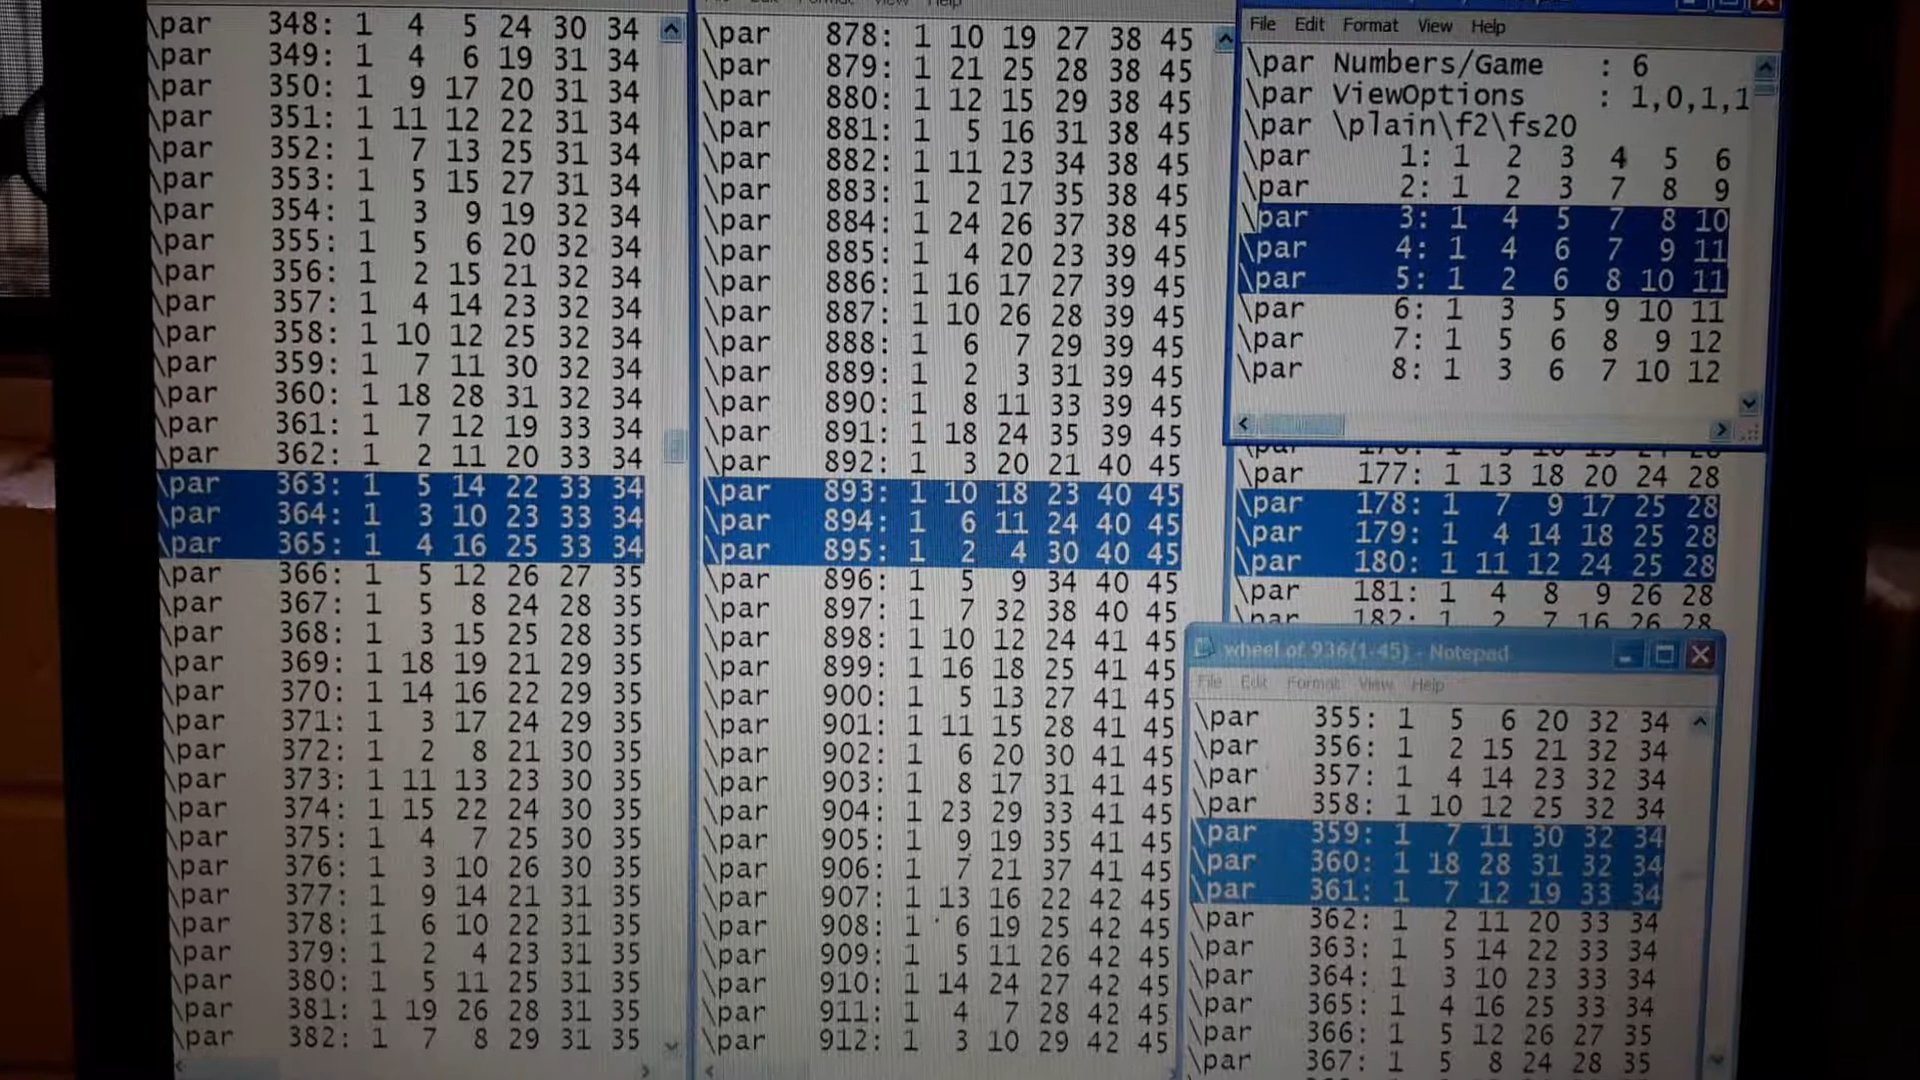 \par 348: 1 4 5 24 30 34
\par 349: 1 4 6 19 31 34
\par 350: 1 9 17 20 31 34
\par 351: 1 11 12 22 31 34
\par 352: 1 7 13 25 31 34
\par 353: 1 5 15 27 31 34
\par 354: 1 3 9 19 32 34
\par 355: 1 5 6 20 32 34
\par 356: 1 2 15 21 32 34
\par 357: 1 4 14 23 32 34
\par 358: 1 10 12 25 32 34
\par 359: 1 7 11 30 32 34
\par 360: 1 18 28 31 32 34
\par 361: 1 7 12 19 33 34
\par 362: 1 2 11 20 33 34
\par 363: 1 5 14 22 33 34
\par 364: 1 3 10 23 33 34
\par 365: 1 4 16 25 33 34
\par 366: 1 5 12 26 27 35
\par 367: 1 5 8 24 28 35
\par 368: 1 3 15 25 28 35
\par 369: 1 18 19 21 29 35
\par 370: 1 14 16 22 29 35
\par 371: 1 3 17 24 29 35
\par 372: 1 2 8 21 30 35
\par 373: 1 11 13 23 30 35
\par 374: 1 15 22 24 30 35
\par 375: 1 4 7 25 30 35
\par 376: 1 3 10 26 30 35
\par 377: 1 9 14 21 31 35
\par 378: 1 6 10 22 31 35
\par 379: 1 2 4 23 31 35
\par 380: 1 5 11 25 31 35
\par 381: 1 19 26 28 31 35
\par 382: 1 7 8 29 31 35
Edit Format View Help
\par 878: 1 10 19 27 38 45
\par 879: 1 21 25 28 38 45
\par 880: 1 12 15 29 38 45
\par 881: 1 5 16 31 38 45
\par 882: 1 11 23 34 38 45
\par 883: 1 2 17 35 38 45
\par 884: 1 24 26 37 38 45
\par 885: 1 4 20 23 39 45
\par 886: 1 16 17 27 39 45
\par 887: 1 10 26 28 39 45
\par 888: 1 6 7 29 39 45
\par 889: 1 2 3 31 39 45
\par 890: 1 8 11 33 39 45
\par 891: 1 18 24 35 39 45
\par 892: 1 3 20 21 40 45
\par 893: 1 10 18 23 40 45
\par 894: 1 6 11 24 40 45
\par 895: 1 2 4 30 40 45
\par 896: 1 5 9 34 40 45
\par 897: 1 7 32 38 40 45
\par 898: 1 10 12 24 41 45
\par 899: 1 16 18 25 41 45
\par 900: 1 5 13 27 41 45
\par 901: 1 11 15 28 41 45
\par 902: 1 6 20 30 41 45
\par 903: 1 8 17 31 41 45
\par 904: 1 23 29 33 41 45
\par 905: 1 9 19 35 41 45
\par 906: 1 7 21 37 41 45
\par 907: 1 13 16 22 42 45
\par 908: 1 6 19 25 42 45
\par 909: 1 5 11 26 42 45
\par 910: 1 14 24 27 42 45
\par 911: 1 4 7 28 42 45
\par 912: 1 3 10 29 42 45
File Edit Format View Help
\par Numbers/Game : 6
\par ViewOptions : 1,0,1,1
\par \plain\f2\fs20
\par 1: 1 2 3 4 5 6
\par 2: 1 2 3 7 8 9
\par 3: 1 4 5 7 8 10
\par 4: 1 4 6 7 9 11
\par 5: 1 2 6 8 10 11
\par 6: 1 3 5 9 10 11
\par 7: 1 5 6 8 9 12
\par 8: 1 3 6 7 10 12
\par 177: 1 13 18 20 24 28
\par 178: 1 7 9 17 25 28
\par 179: 1 4 14 18 25 28
\par 180: 1 11 12 24 25 28
\par 181: 1 4 8 9 26 28
\par 182: 1 2 7 16 26 28
wheel of 936(1-45) - Notepad
File Edit Format View Help
\par 355: 1 5 6 20 32 34
\par 356: 1 2 15 21 32 34
\par 357: 1 4 14 23 32 34
\par 358: 1 10 12 25 32 34
\par 359: 1 7 11 30 32 34
\par 360: 1 18 28 31 32 34
\par 361: 1 7 12 19 33 34
\par 362: 1 2 11 20 33 34
\par 363: 1 5 14 22 33 34
\par 364: 1 3 10 23 33 34
\par 365: 1 4 16 25 33 34
\par 366: 1 5 12 26 27 35
\par 367: 1 5 8 24 28 35